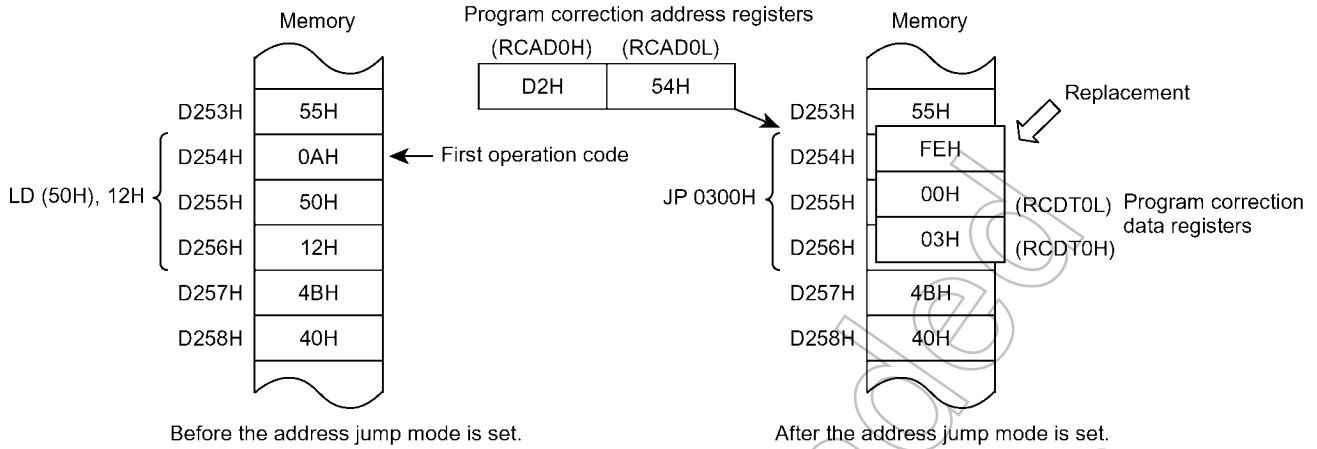 Program correction address registers
Memory
(RCAD0H) (RCAD0L)
D2H 54H
Memory
D253H 55H
D254H 0AH
First operation code
D255H 50H
D256H 12H
LD (50H), 12H
D257H 4BH
D258H 40H
Before the address jump mode is set.
Replacement
D253H 55H
D254H FEH
D255H 00H (RCDT0L)
D256H 03H (RCDT0H)
JP 0300H
Program correction
data registers
D257H 4BH
D258H 40H
After the address jump mode is set.